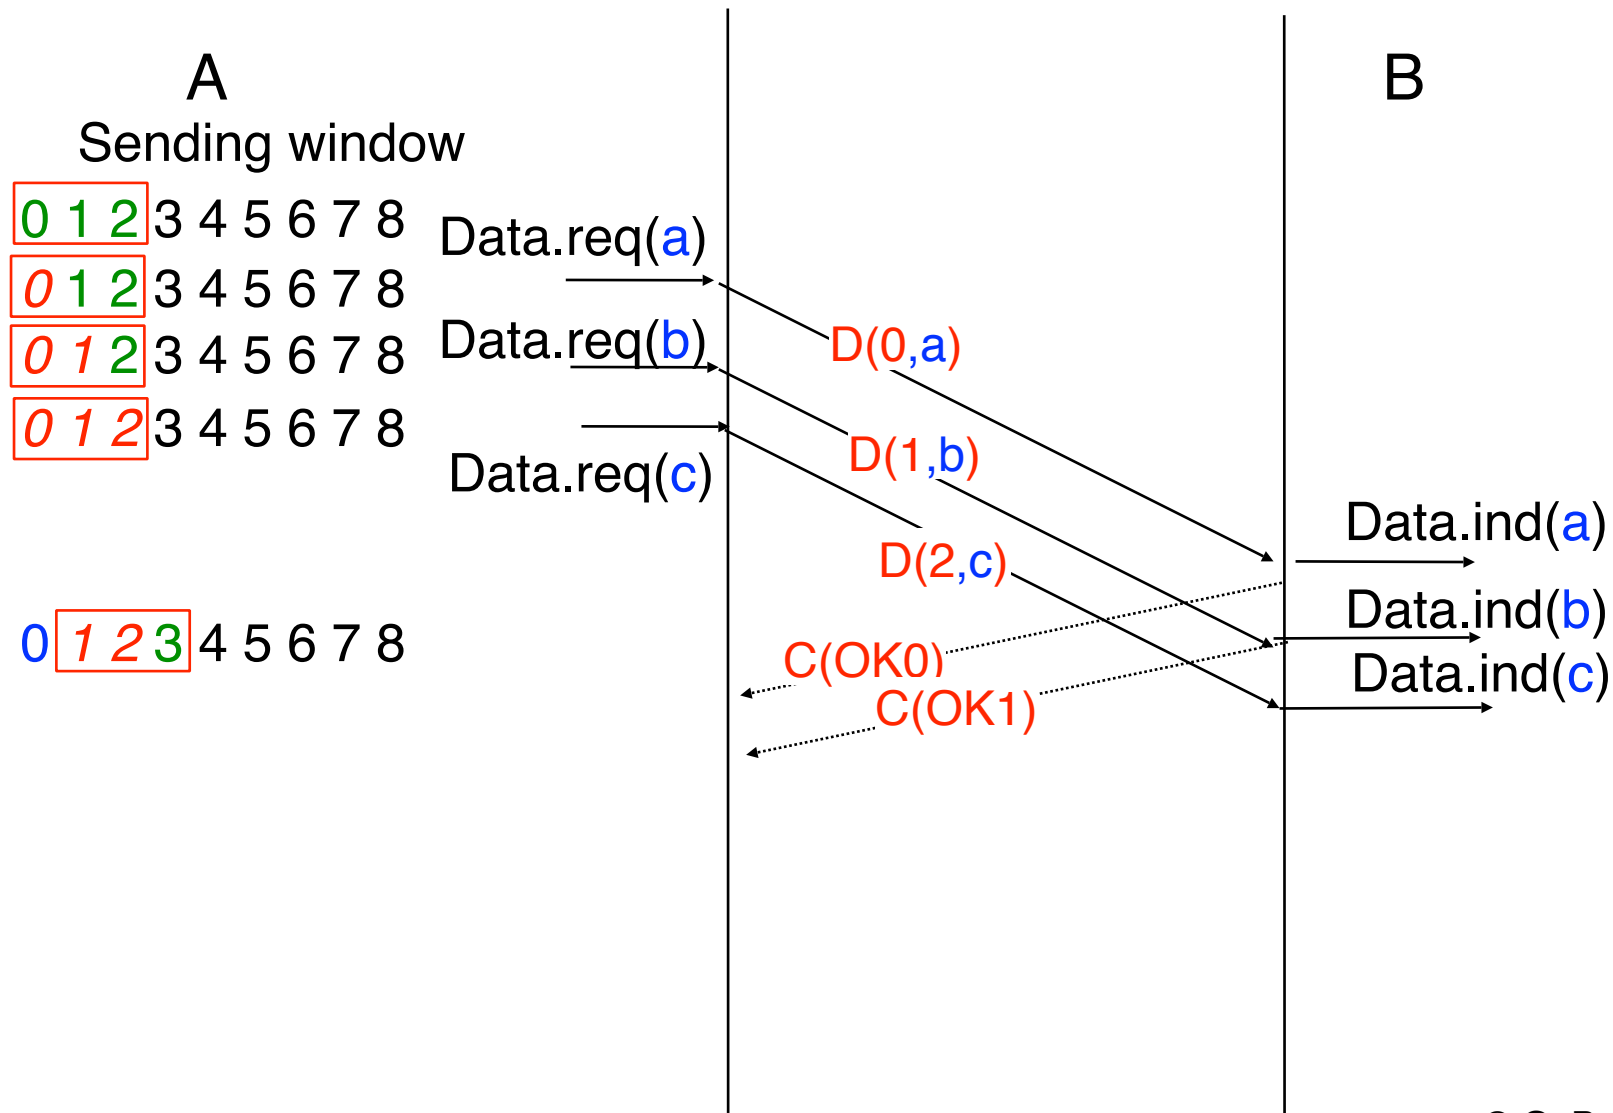 A
B
Sending window
0 1 2 3 4 5 6 7 8
Data.req(a)
0 1 2 3 4 5 6 7 8
Data.req(b)
D(0,a)
0 1 2 3 4 5 6 7 8
0 1 2 3 4 5 6 7 8
D(1,b)
Data.req(c)
Data.ind(a)
D(2,c)
Data.ind(b)
0 1 2 3 4 5 6 7 8
C(OK0)
Data.ind(c)
C(OK1)